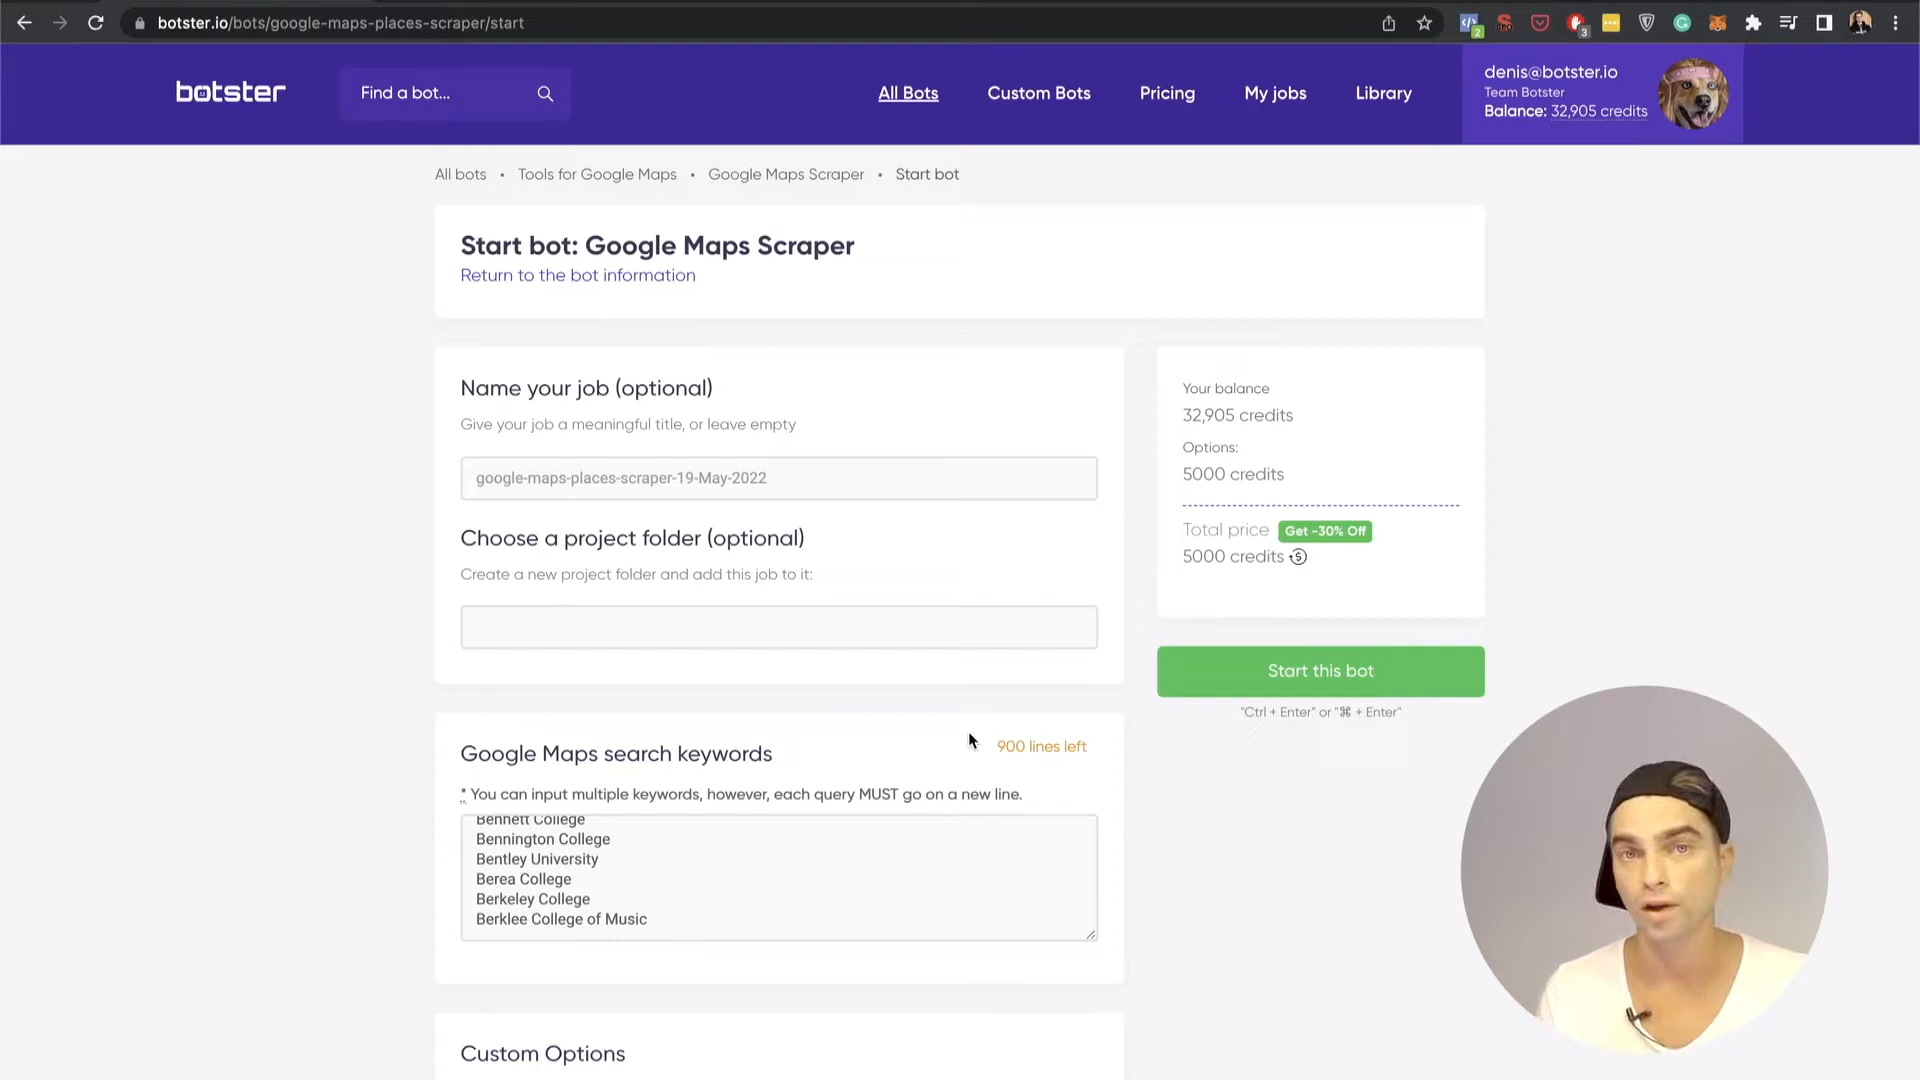 botster.io/bots/google-maps-places-scraper/start
2
3
botster
Find a bot...
All Bots
Custom Bots
Pricing
My jobs
Library
denis@botster.io
Team Botster
Balance: 32,905 credits
All bots • Tools for Google Maps • Google Maps Scraper • Start bot
Start bot: Google Maps Scraper
Return to the bot information
Name your job (optional)
Give your job a meaningful title, or leave empty
google-maps-places-scraper-19-May-2022
Choose a project folder (optional)
Create a new project folder and add this job to it:
Your balance
32,905 credits
Options:
5000 credits
Total price Get -30% Off
5000 credits
Start this bot
"Ctrl + Enter" or "⌘ + Enter"
Google Maps search keywords
900 lines left
* You can input multiple keywords, however, each query MUST go on a new line.
Bennett College
Bennington College
Bentley University
Berea College
Berkeley College
Berklee College of Music
Custom Options